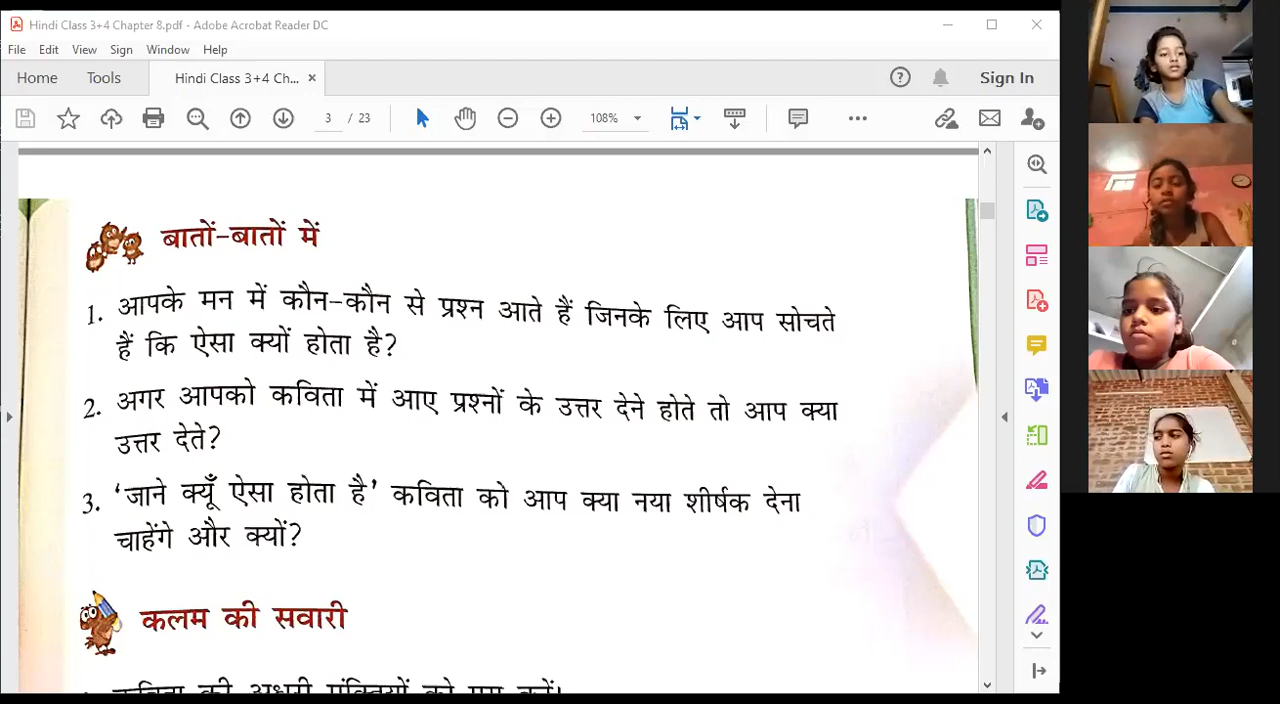 Hindi Class 3+4 Chapter 8.pdf - Adobe Acrobat Reader DC
File Edit View Sign Window Help
Home Tools Hindi Class 3+4 Ch... × Sign In
3 / 23 108%
बातों-बातों में
1. आपके मन में कौन-कौन से प्रश्न आते हैं जिनके लिए आप सोचते
हैं कि ऐसा क्यों होता है?
2. अगर आपको कविता में आए प्रश्नों के उत्तर देने होते तो आप क्या
उत्तर देते?
3. ‘जाने क्यूँ ऐसा होता है’ कविता को आप क्या नया शीर्षक देना
चाहेंगे और क्यों?
कलम की सवारी
कविता की अधूरी पंक्तियों को